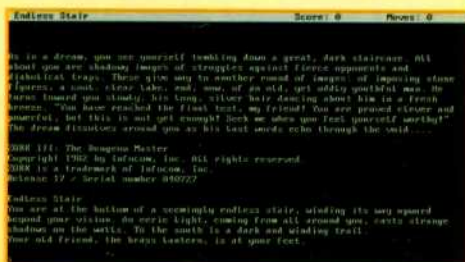 Endless Stair Score: 0 Moves: 0
As in a dream, you see yourself tumbling down a great, dark staircase. All
about you are shadowy images of struggles against fierce opponents and
diabolical traps. These give way to another round of images: of imposing stone
figures, a cool, clear lake, and, now, of an old, yet oddly youthful man. He
turns toward you slowly, his long, silver hair dancing about him in a fresh
breeze. "You have reached the final test, my friend! You are proved clever and
powerful, but this is not yet enough! Seek me when you feel yourself worthy!"
The dream dissolves around you as his last words echo through the void....
ZORK III: The Dungeon Master
Copyright 1982 by Infocom, Inc. All rights reserved.
ZORK is a trademark of Infocom, Inc.
Release 17 / Serial number 840727
Endless Stair
You are at the bottom of a seemingly endless stair, winding its way upward
beyond your vision. An eerie light, coming from all around you, casts strange
shadows on the walls. To the south is a dark and winding trail.
Your old friend, the brass lantern, is at your feet.